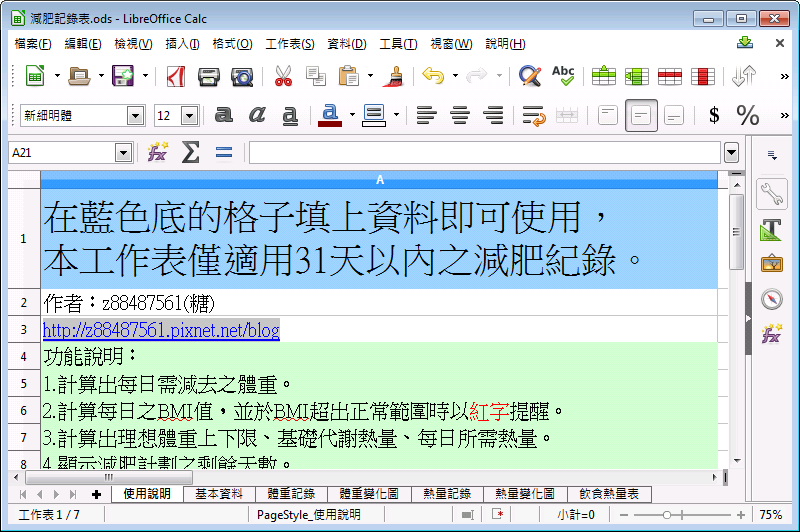 減肥記錄表.ods - LibreOffice Calc
檔案(F) 編輯(E) 檢視(V) 插入(I) 格式(O) 工作表(S) 資料(D) 工具(T) 視窗(W) 說明(H)
Abc
新細明體 12 a a a a $ %
A21 fx Σ =
A
1 在藍色底的格子填上資料即可使用，
本工作表僅適用31天以內之減肥紀錄。
2 作者：z88487561(糖)
3 http://z88487561.pixnet.net/blog
4 功能說明：
5 1.計算出每日需減去之體重。
6 2.計算每日之BMI值，並於BMI超出正常範圍時以紅字提醒。
7 3.計算出理想體重上下限、基礎代謝熱量、每日所需熱量。
8 4.顯示減肥計劃之剩餘天數。
使用說明 基本資料 體重記錄 體重變化圖 熱量記錄 熱量變化圖 飲食熱量表
工作表 1 / 7 PageStyle_使用說明 小計=0 75%